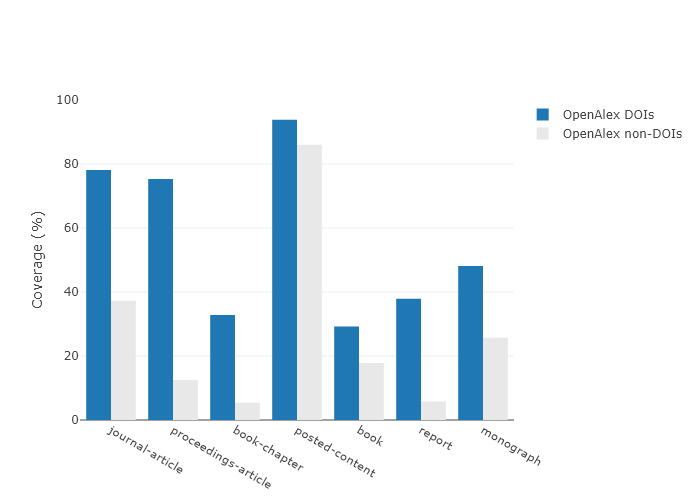 100
80
60
40
20
0
Coverage (%)
journal-article
proceedings-article
book-chapter
posted-content
book
report
monograph
OpenAlex DOIs
OpenAlex non-DOIs